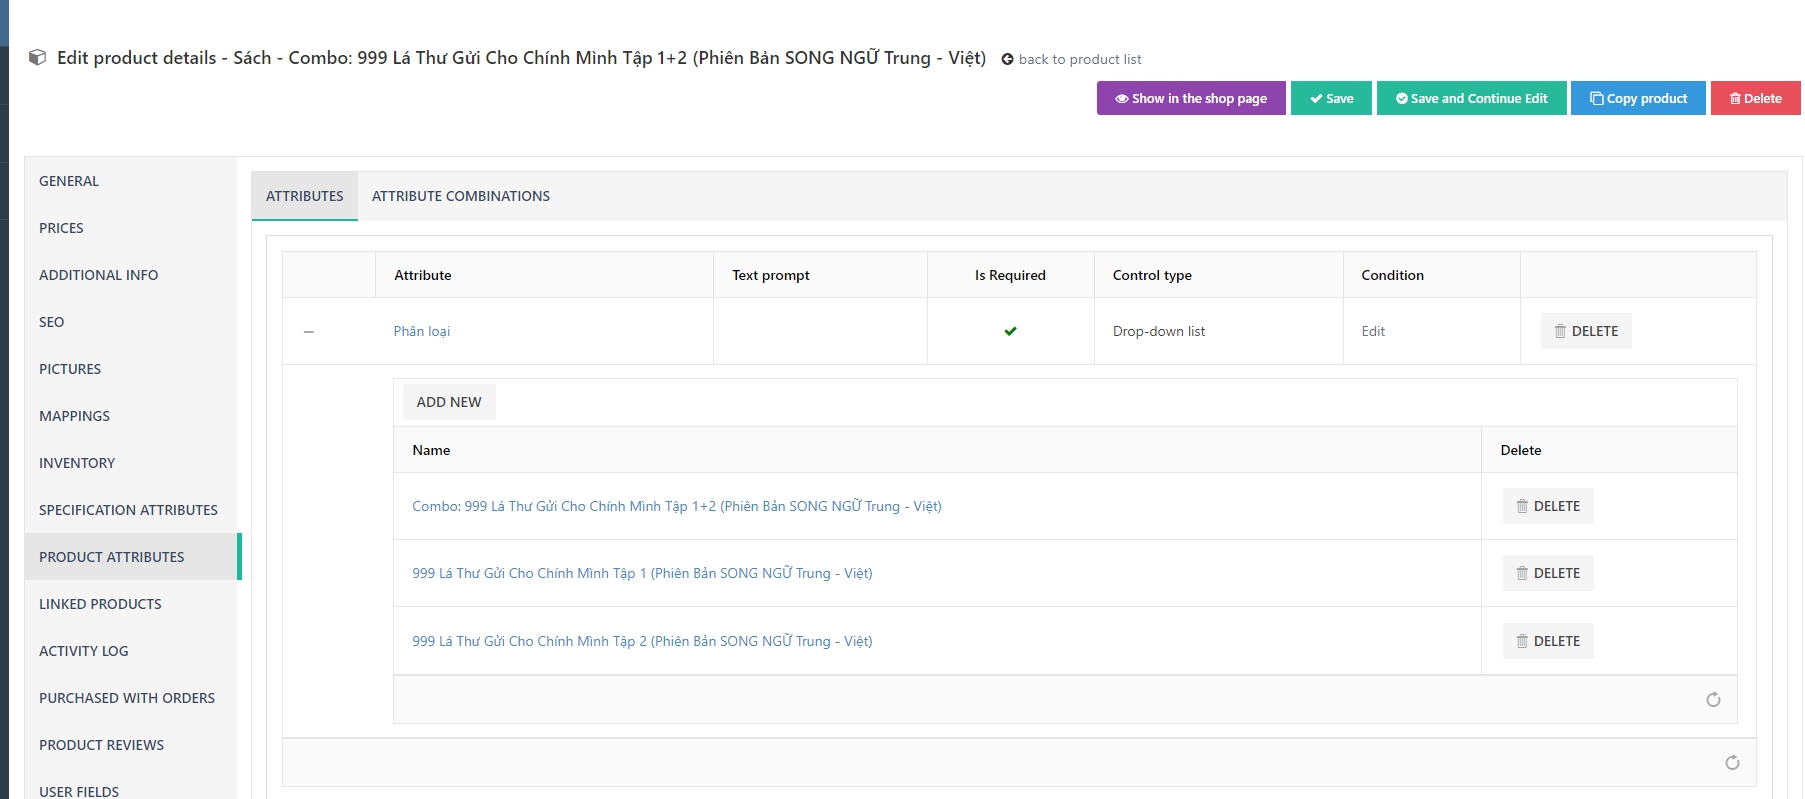 Edit product details - Sách - Combo: 999 Lá Thư Gửi Cho Chính Mình Tập 1+2 (Phiên Bản SONG NGỮ Trung - Việt) back to product list
Show in the shop page Save Save and Continue Edit Copy product Delete
GENERAL
PRICES
ADDITIONAL INFO
SEO
PICTURES
MAPPINGS
INVENTORY
SPECIFICATION ATTRIBUTES
PRODUCT ATTRIBUTES
LINKED PRODUCTS
ACTIVITY LOG
PURCHASED WITH ORDERS
PRODUCT REVIEWS
USER FIELDS
ATTRIBUTES ATTRIBUTE COMBINATIONS
Attribute Text prompt Is Required Control type Condition
Phân loại Drop-down list Edit DELETE
ADD NEW
Name Delete
Combo: 999 Lá Thư Gửi Cho Chính Mình Tập 1+2 (Phiên Bản SONG NGỮ Trung - Việt) DELETE
999 Lá Thư Gửi Cho Chính Mình Tập 1 (Phiên Bản SONG NGỮ Trung - Việt) DELETE
999 Lá Thư Gửi Cho Chính Mình Tập 2 (Phiên Bản SONG NGỮ Trung - Việt) DELETE